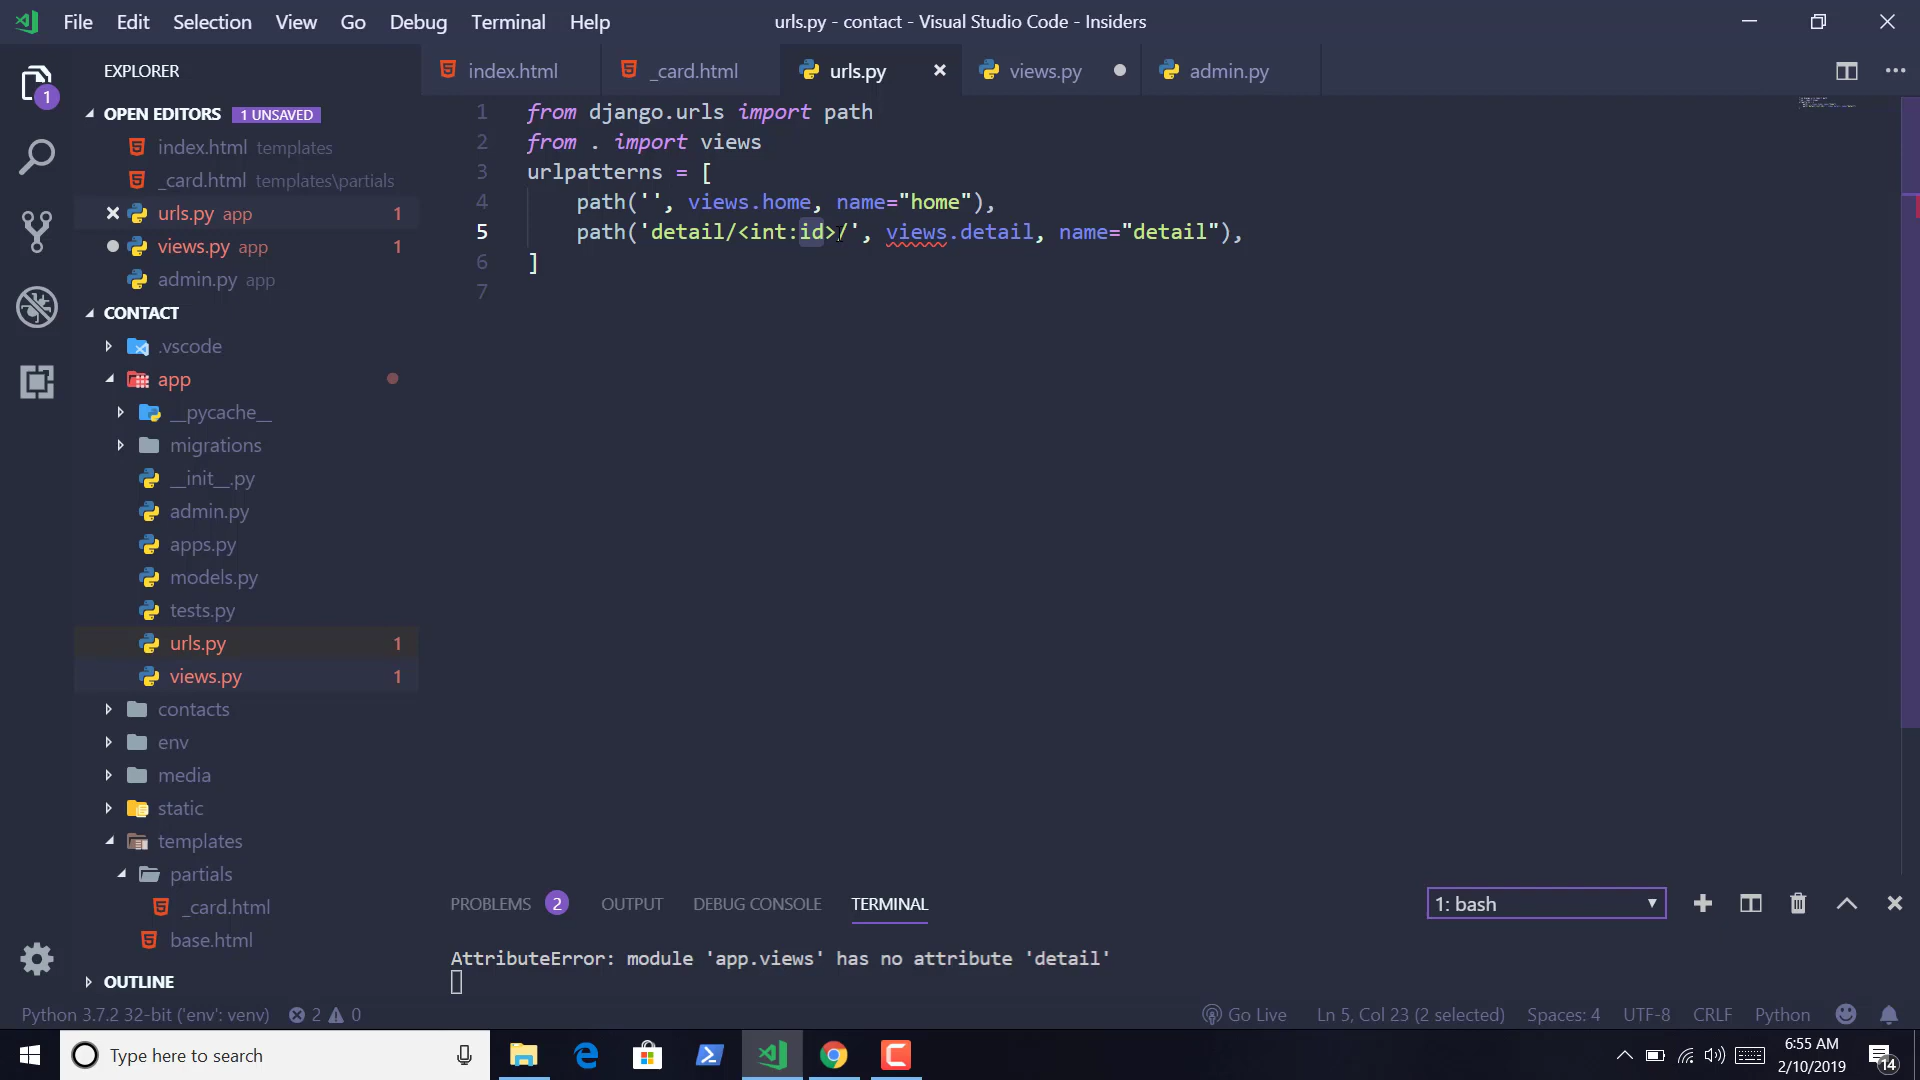 File Edit Selection View Go Debug Terminal Help
urls.py - contact - Visual Studio Code - Insiders
EXPLORER
index.html
_card.html
urls.py
views.py
admin.py
1
OPEN EDITORS 1 UNSAVED
index.html templates
_card.html templates\partials
urls.py app 1
views.py app 1
admin.py app
CONTACT
.vscode
app
__pycache__
migrations
__init__.py
admin.py
apps.py
models.py
tests.py
urls.py 1
views.py 1
contacts
env
media
static
templates
partials
_card.html
base.html
OUTLINE
1 from django.urls import path
2 from . import views
3 urlpatterns = [
4 path('', views.home, name="home"),
5 path('detail/<int:id>/', views.detail, name="detail"),
6 ]
7
PROBLEMS 2 OUTPUT DEBUG CONSOLE TERMINAL
1: bash
AttributeError: module 'app.views' has no attribute 'detail'
Python 3.7.2 32-bit ('env': venv) 2 0
Go Live Ln 5, Col 23 (2 selected) Spaces: 4 UTF-8 CRLF Python
Type here to search
6:55 AM
2/10/2019
14